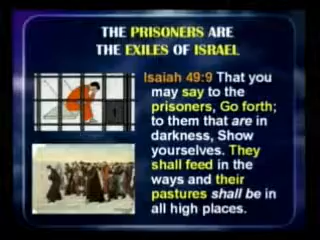 THE PRISONERS ARE
THE EXILES OF ISRAEL
Isaiah 49:9 That you
may say to the
prisoners, Go forth;
to them that are in
darkness, Show
yourselves. They
shall feed in the
ways and their
pastures shall be in
all high places.